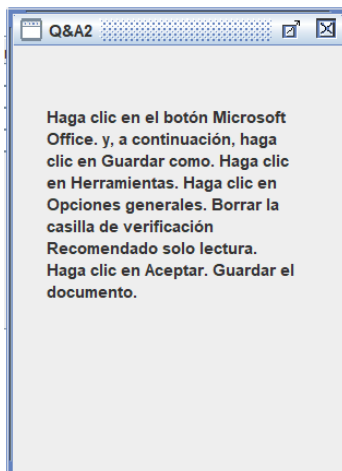 Q&A2
Haga clic en el botón Microsoft
Office. y, a continuación, haga
clic en Guardar como. Haga clic
en Herramientas. Haga clic en
Opciones generales. Borrar la
casilla de verificación
Recomendado solo lectura.
Haga clic en Aceptar. Guardar el
documento.